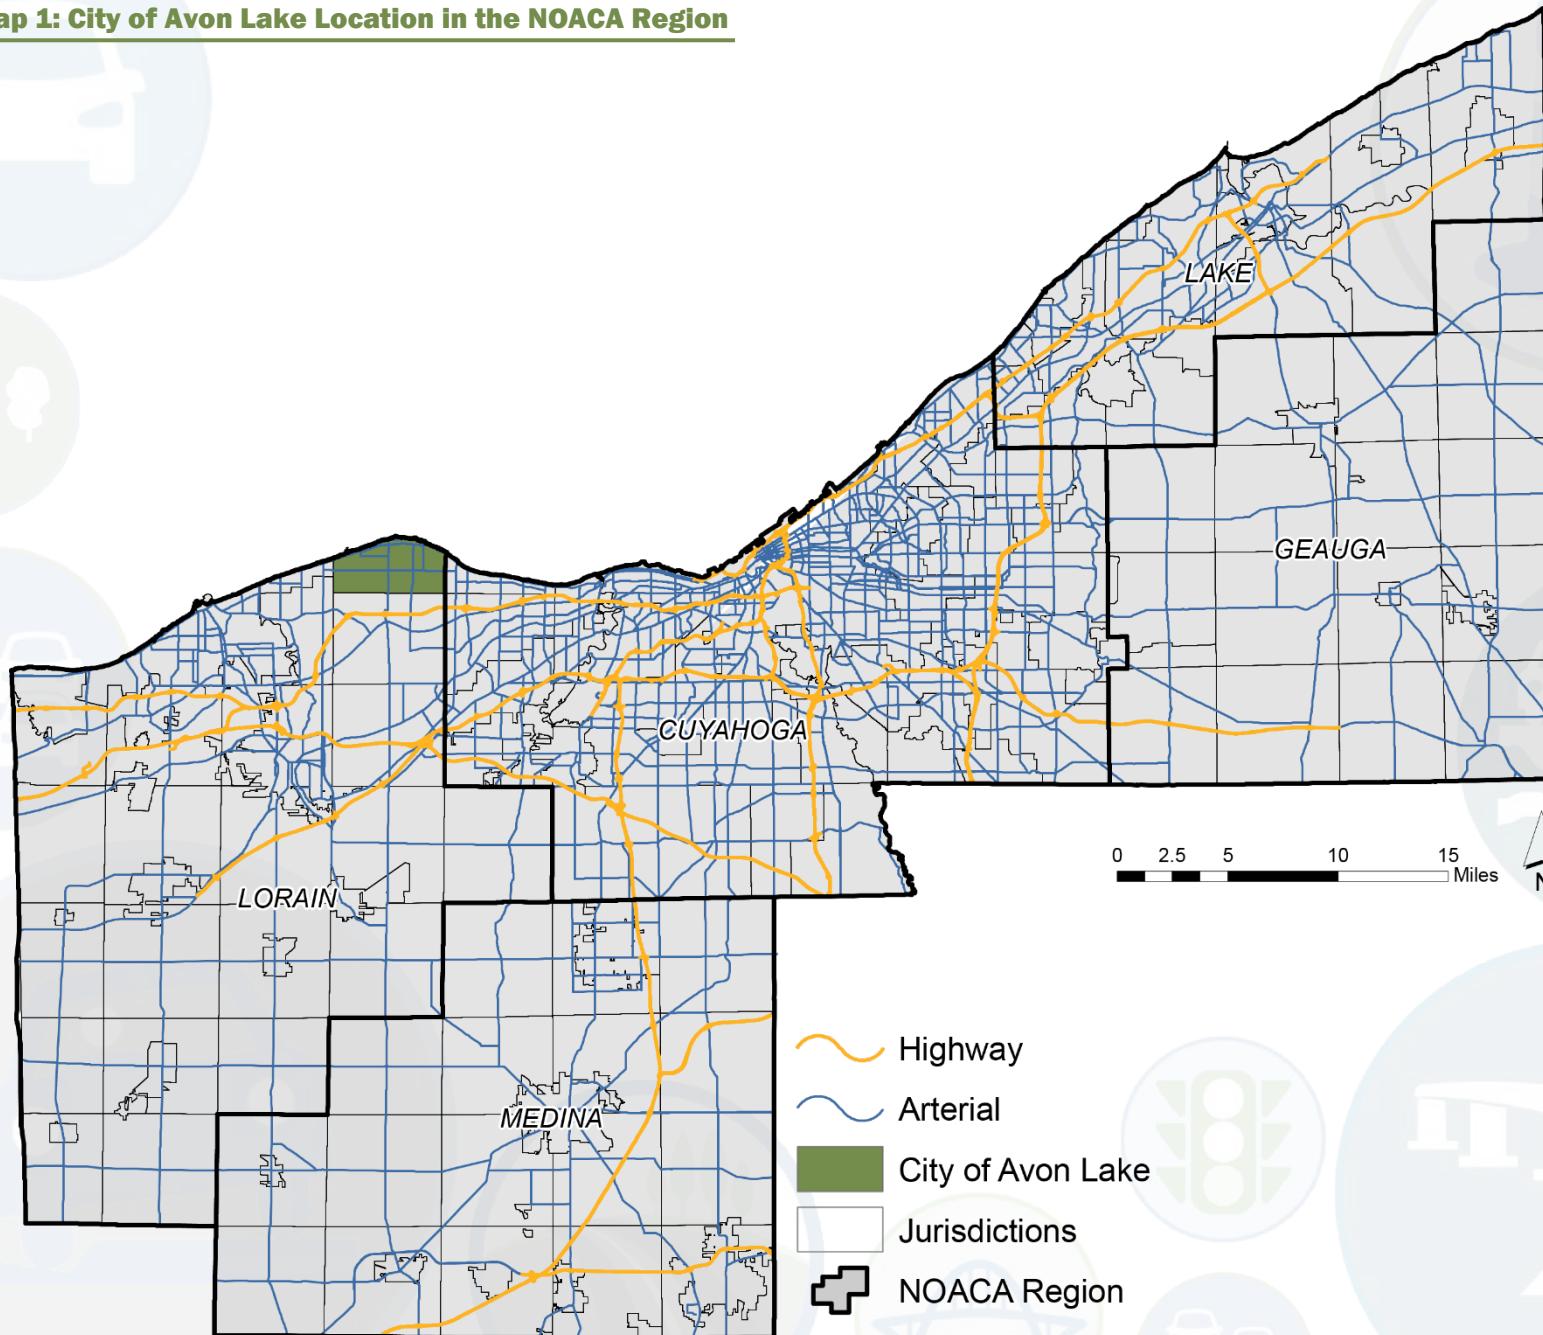 ap 1: City of Avon Lake Location in the NOACA Region
LAKE
GEAUGA
CUYAHOGA
LORAIN
MEDINA
0 2.5 5 10 15
Miles
N
Highway
Arterial
City of Avon Lake
Jurisdictions
NOACA Region